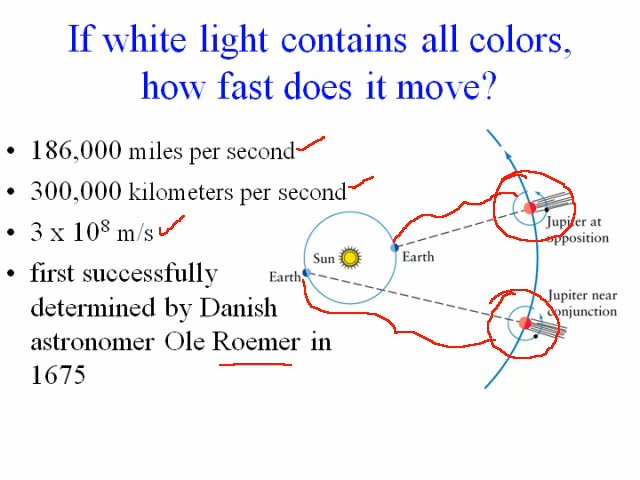 If white light contains all colors,
how fast does it move?
• 186,000 miles per second
• 300,000 kilometers per second
• 3 x 10⁸ m/s
• first successfully
determined by Danish
astronomer Ole Roemer in
1675
Jupiter at
opposition
Sun
Earth
Earth
Jupiter near
conjunction